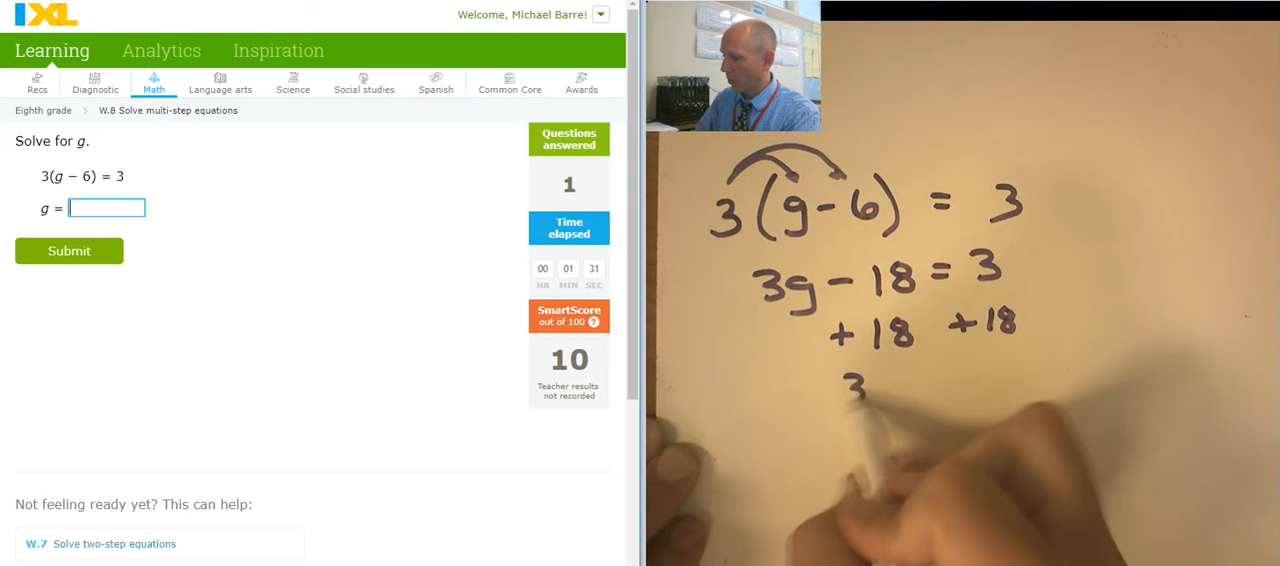 IXL
Welcome, Michael Barre!
Learning Analytics Inspiration
Recs Diagnostic Math Language arts Science Social studies Spanish Common Core Awards
Eighth grade > W.8 Solve multi-step equations
Solve for g.
3(g − 6) = 3
g =
Submit
Questions
answered
1
Time
elapsed
00 01 31
HR MIN SEC
SmartScore
out of 100 ?
10
Teacher results
not recorded
Not feeling ready yet? This can help:
W.7 Solve two-step equations
3(g-6) = 3
3g - 18 = 3
+ 18 + 18
3